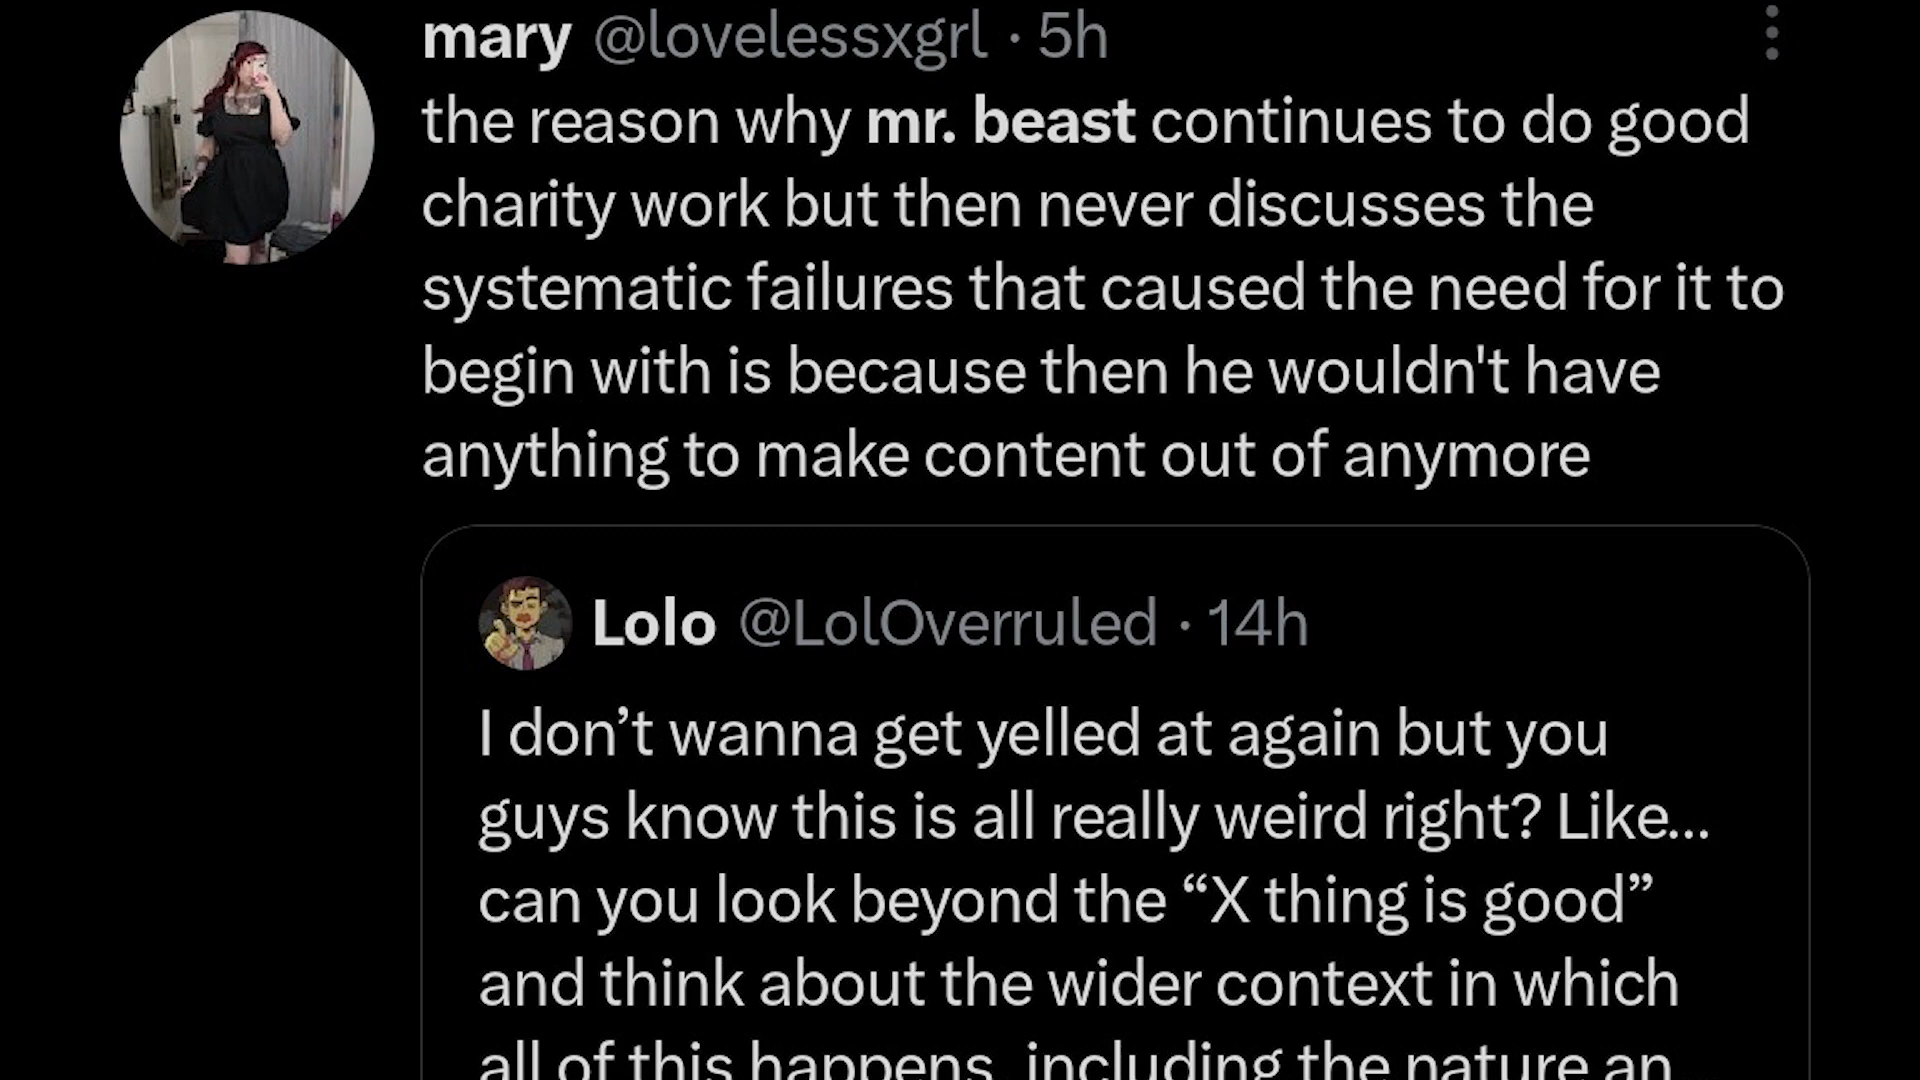 mary @lovelessxgrl · 5h
the reason why mr. beast continues to do good
charity work but then never discusses the
systematic failures that caused the need for it to
begin with is because then he wouldn't have
anything to make content out of anymore
Lolo @LolOverruled · 14h
I don’t wanna get yelled at again but you
guys know this is all really weird right? Like...
can you look beyond the “X thing is good”
and think about the wider context in which
all of this happens, including the nature an